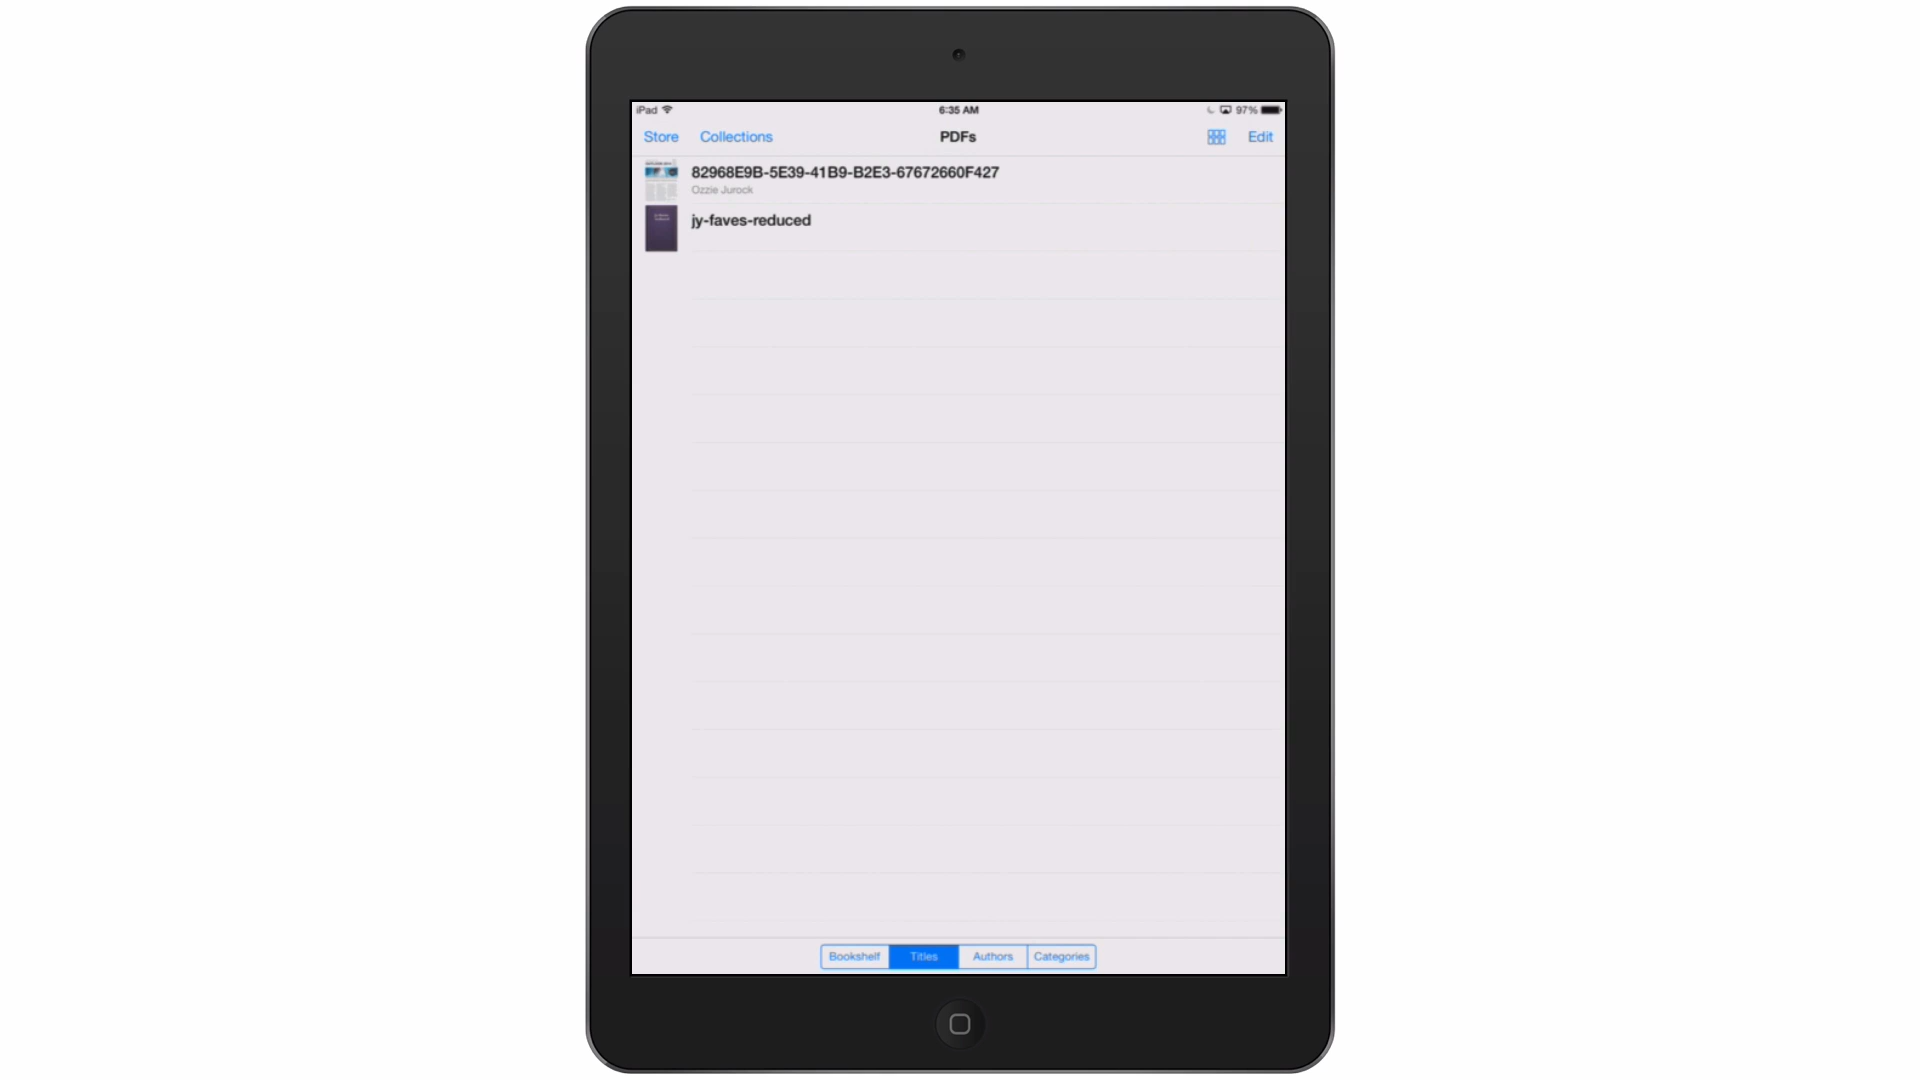 iPad 6:35 AM 97%
Store Collections PDFs Edit
82968E9B-5E39-41B9-B2E3-67672660F427
Ozzie Jurock
jy-faves-reduced
Bookshelf Titles Authors Categories